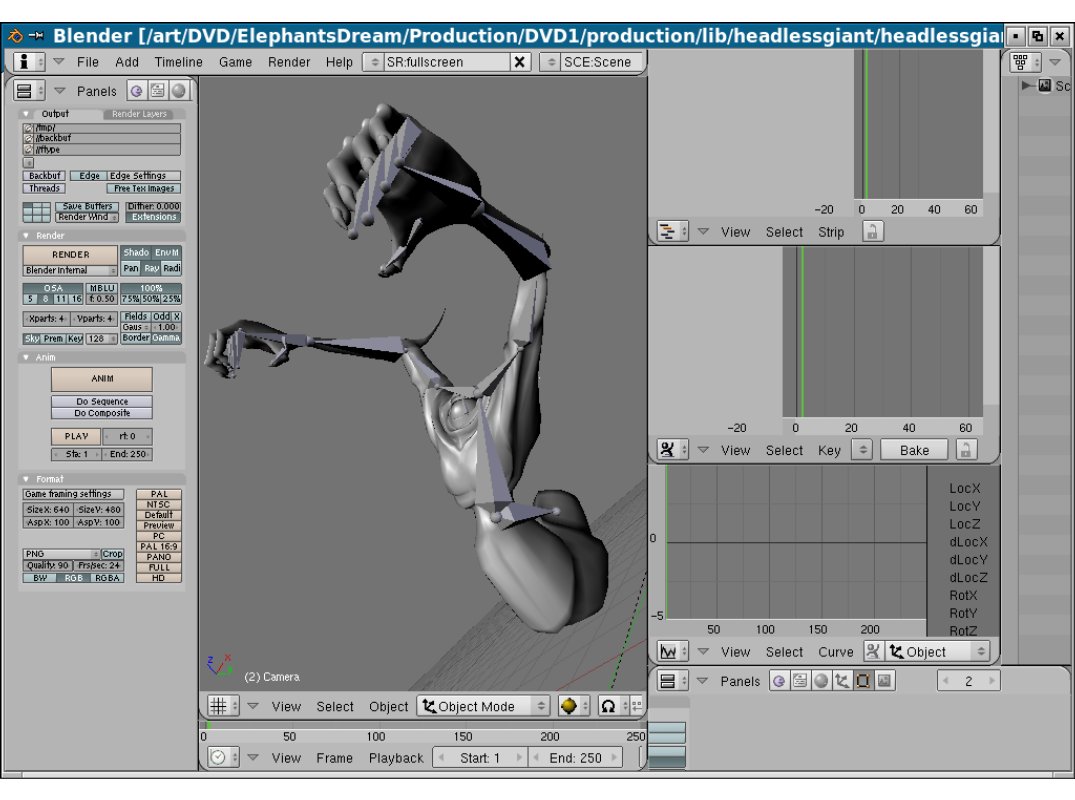 Blender [/art/DVD/ElephantsDream/Production/DVD1/production/lib/headlessgiant/headlessgia
File Add Timeline Game Render Help SR:fullscreen X SCE:Scene
Panels
Output Render Layers
/tmp/
//backbuf
//ftype
Backbuf Edge Edge Settings
Threads Free Tex Images
Save Buffers Dither: 0.000
Render Wind Extensions
Render
RENDER Shado EnvM
Blender Internal Pan Ray Radi
OSA MBLU 100%
5 8 11 16 f: 0.50 75% 50% 25%
Xparts: 4 Yparts: 4 Fields Odd X
Gaus 1.00
Sky Prem Key 128 Border Gamma
Anim
ANIM
Do Sequence
Do Composite
PLAY rt: 0
Sta: 1 End: 250
Format
Game framing settings PAL
NTSC
SizeX: 640 SizeY: 480 Default
AspX: 100 AspY: 100 Preview
PC
PAL 16:9
PNG Crop PANO
Quality: 90 Frs/sec: 24 FULL
BW RGB RGBA HD
z x
(2) Camera
View Select Object Object Mode
0 50 100 150 200 250
View Frame Playback Start: 1 End: 250
-20 0 20 40 60
View Select Strip
-20 0 20 40 60
View Select Key Bake
0
-5
50 100 150 200
LocX
LocY
LocZ
dLocX
dLocY
dLocZ
RotX
RotY
RotZ
View Select Curve Object
Panels 2
Sc